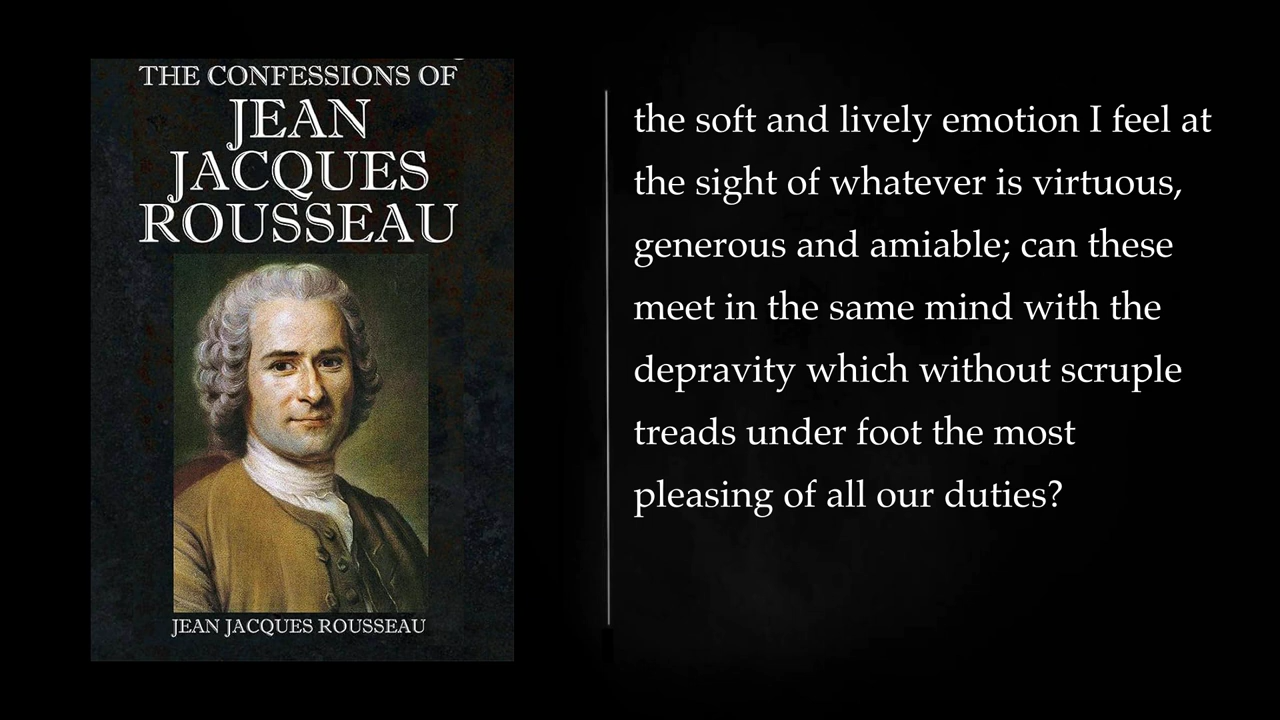 THE CONFESSIONS OF
JEAN
JACQUES
ROUSSEAU
JEAN JACQUES ROUSSEAU
the soft and lively emotion I feel at
the sight of whatever is virtuous,
generous and amiable; can these
meet in the same mind with the
depravity which without scruple
treads under foot the most
pleasing of all our duties?